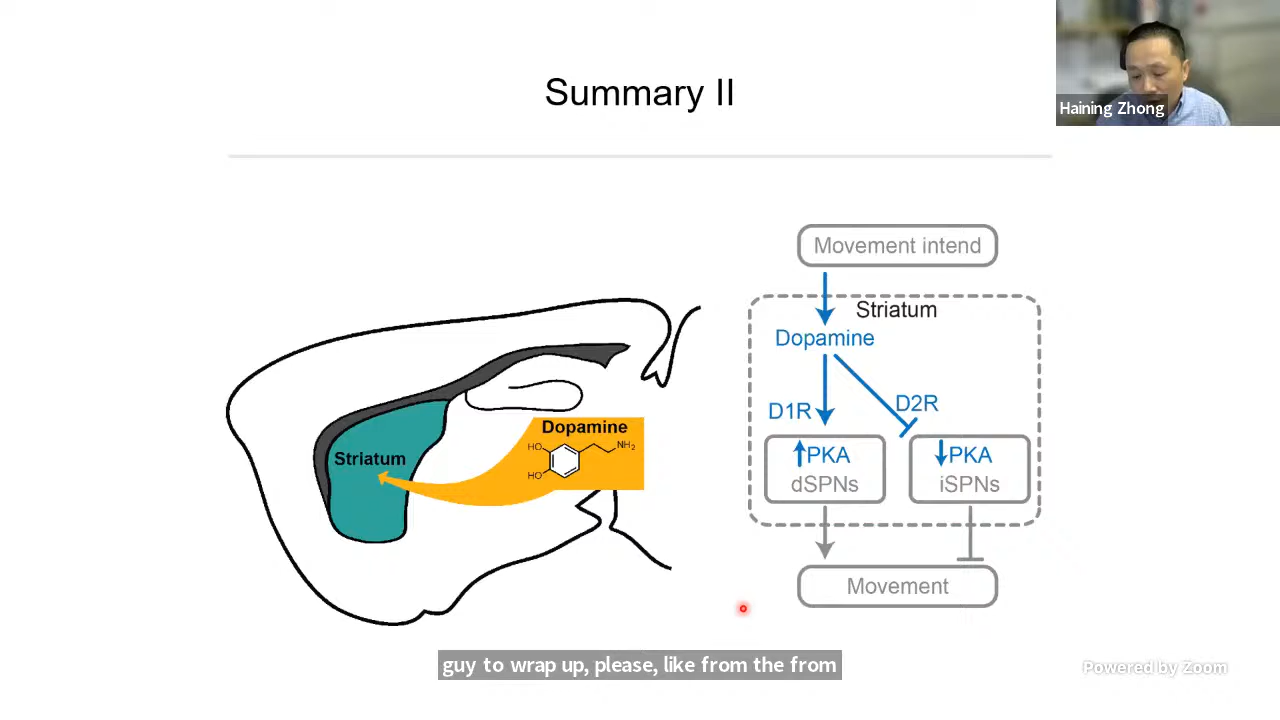 Summary II
Haining Zhong
Movement intend
Striatum
Dopamine
D1R
D2R
PKA
dSPNs
PKA
iSPNs
Movement
Dopamine
HO
NH2
HO
Striatum
guy to wrap up, please, like from the from
Powered by Zoom